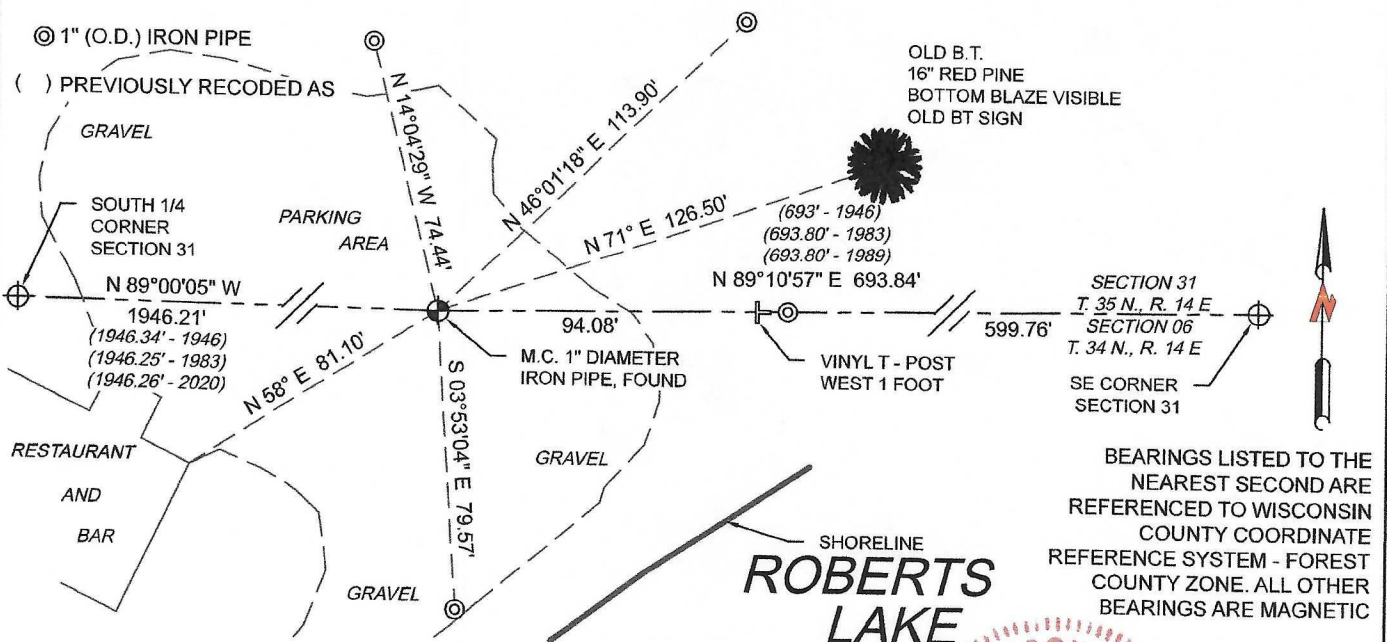 1" (O.D.) IRON PIPE
( ) PREVIOUSLY RECODED AS
GRAVEL
SOUTH 1/4
CORNER
SECTION 31
PARKING
AREA
N 14°04'29" W 74.44'
N 46°01'18" E 113.90'
N 71° E 126.50'
OLD B.T.
16" RED PINE
BOTTOM BLAZE VISIBLE
OLD BT SIGN
(693' - 1946)
(693.80' - 1983)
(693.80' - 1989)
N 89°10'57" E 693.84'
N 89°00'05" W
1946.21'
(1946.34' - 1946)
(1946.25' - 1983)
(1946.26' - 2020)
94.08'
599.76'
SECTION 31
T. 35 N., R. 14 E
SECTION 06
T. 34 N., R. 14 E
N
M.C. 1" DIAMETER
IRON PIPE, FOUND
VINYL T - POST
WEST 1 FOOT
SE CORNER
SECTION 31
N 58° E 81.10'
S 03°53'04" E 79.57'
RESTAURANT
AND
BAR
GRAVEL
GRAVEL
SHORELINE
ROBERTS
LAKE
BEARINGS LISTED TO THE
NEAREST SECOND ARE
REFERENCED TO WISCONSIN
COUNTY COORDINATE
REFERENCE SYSTEM - FOREST
COUNTY ZONE. ALL OTHER
BEARINGS ARE MAGNETIC